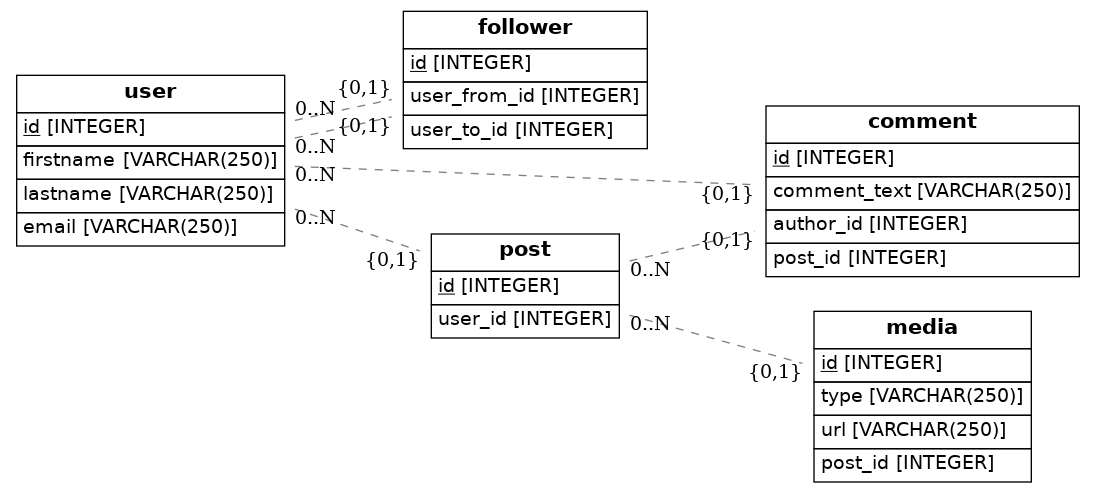 user
id [INTEGER]
firstname [VARCHAR(250)]
lastname [VARCHAR(250)]
email [VARCHAR(250)]
0..N
{0,1}
0..N
{0,1}
0..N
{0,1}
0..N
{0,1}
follower
id [INTEGER]
user_from_id [INTEGER]
user_to_id [INTEGER]
post
id [INTEGER]
user_id [INTEGER]
0..N
{0,1}
0..N
{0,1}
comment
id [INTEGER]
comment_text [VARCHAR(250)]
author_id [INTEGER]
post_id [INTEGER]
media
id [INTEGER]
type [VARCHAR(250)]
url [VARCHAR(250)]
post_id [INTEGER]